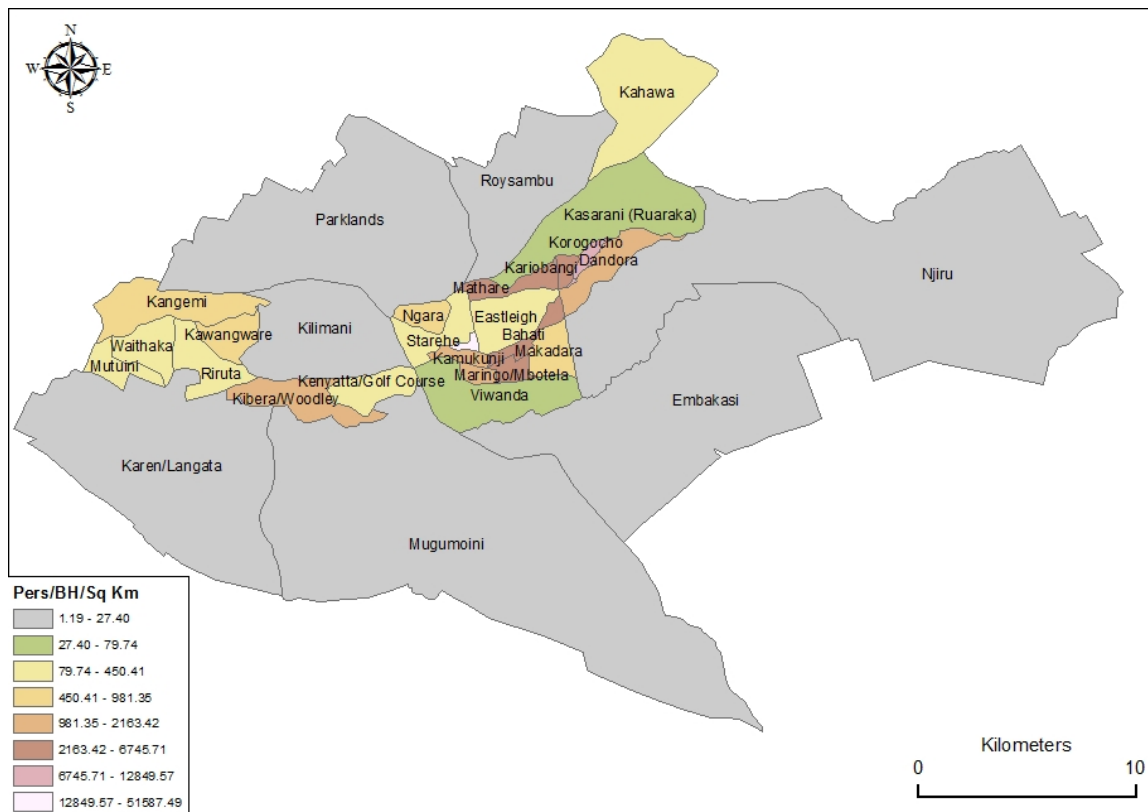 N
W E
S
Kahawa
Roysambu
Parklands
Kasarani (Ruaraka)
Korogocho
Dandora
Kariobangi
Njiru
Mathare
Kangemi
Ngara
Eastleigh
Kilimani
Waithaka
Kawangware
Starehe
Bahati
Makadara
Kamukunji
Mutuini
Riruta
Maringo/Mbotela
Kenyatta/Golf Course
Viwanda
Kibera/Woodley
Embakasi
Karen/Langata
Mugumoini
Pers/BH/Sq Km
1.19 - 27.40
27.40 - 79.74
79.74 - 450.41
450.41 - 981.35
981.35 - 2163.42
2163.42 - 6745.71
6745.71 - 12849.57
12849.57 - 51587.49
Kilometers
0 10